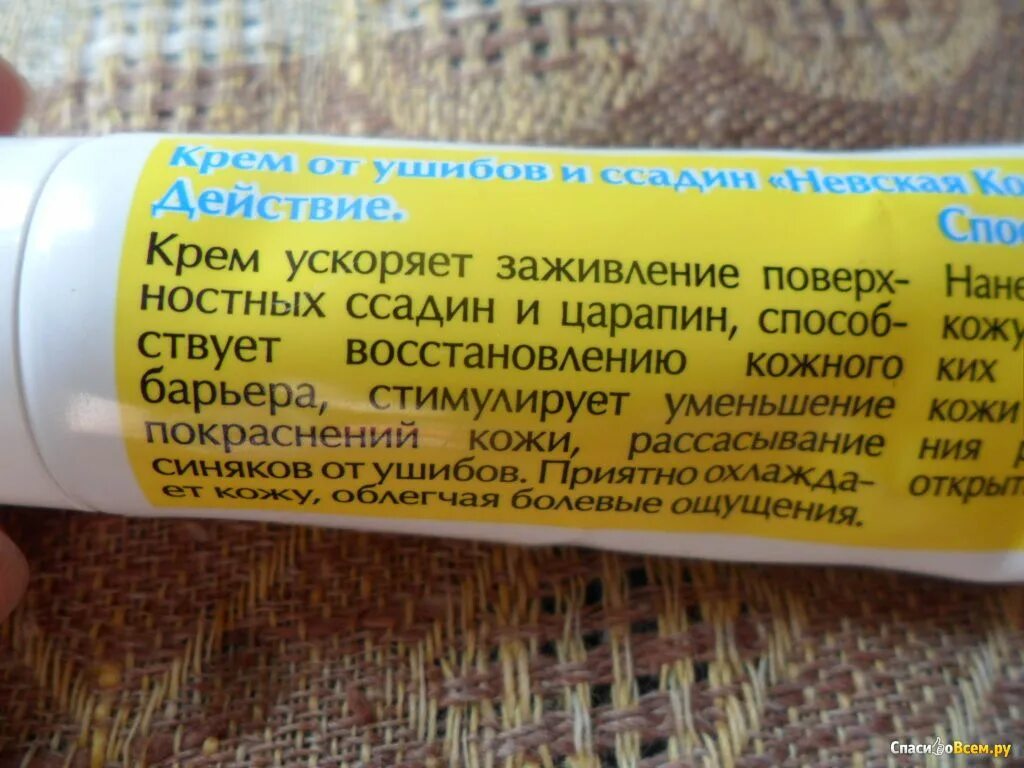 Крем от ушибов и ссадин «Невская Ко
Действие.
Крем ускоряет заживление поверх-
ностных ссадин и царапин, способ-
ствует восстановлению кожного
барьера, стимулирует уменьшение
покраснений кожи, рассасывание
синяков от ушибов. Приятно охлажда-
ет кожу, облегчая болевые ощущения.
Спос
Нане
кожу
ких
кожи
ния р
открыт
СпасибоВсем.ру